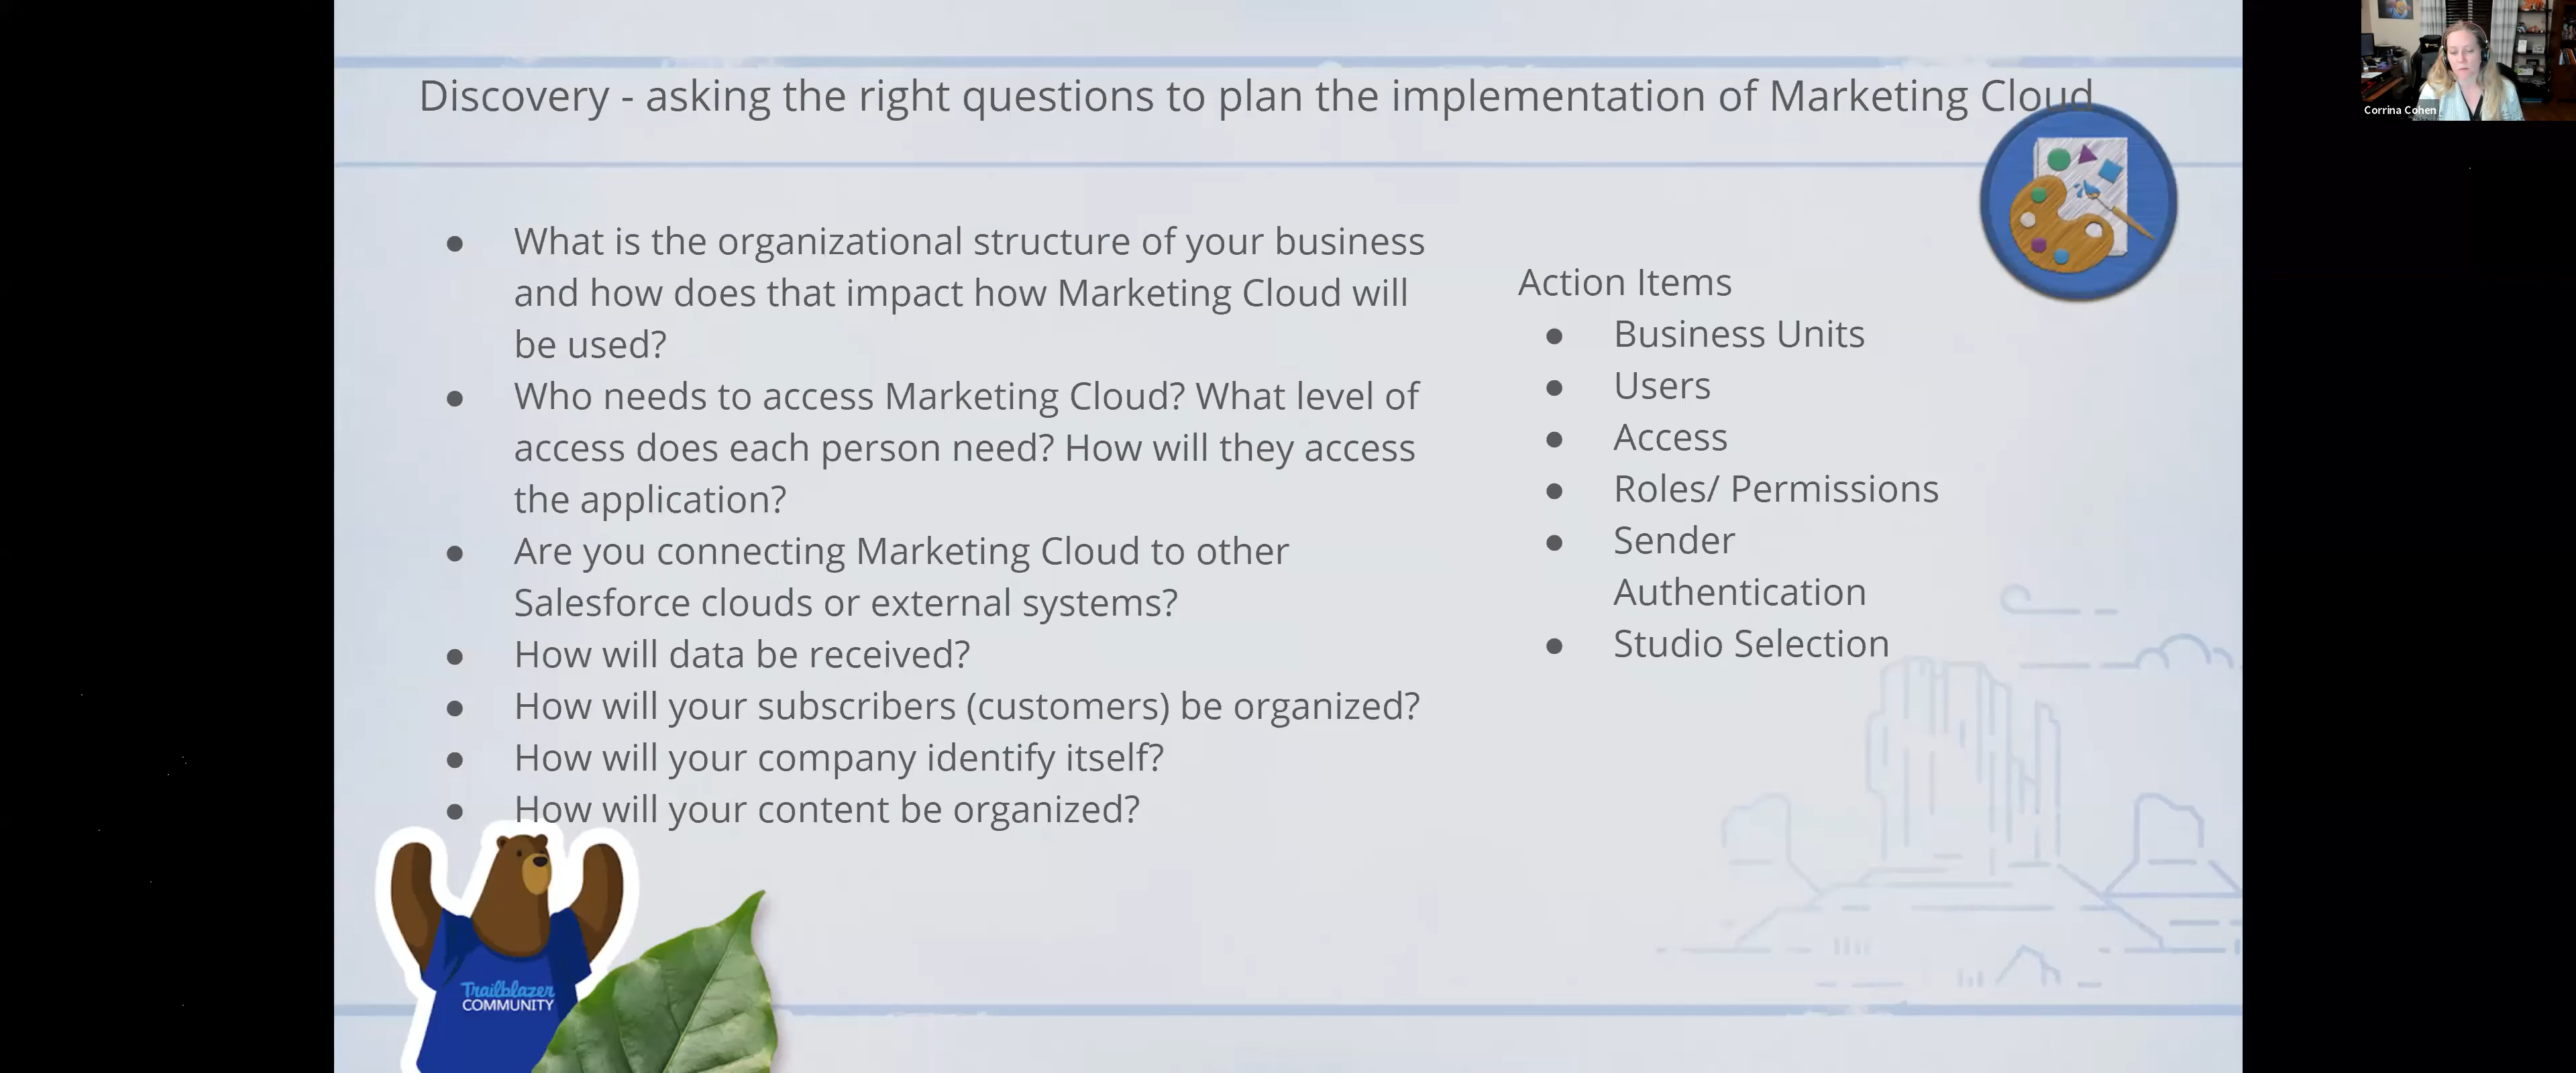 Discovery - asking the right questions to plan the implementation of Marketing Cloud
Corrina Cohen
● What is the organizational structure of your business
and how does that impact how Marketing Cloud will
be used?
● Who needs to access Marketing Cloud? What level of
access does each person need? How will they access
the application?
● Are you connecting Marketing Cloud to other
Salesforce clouds or external systems?
● How will data be received?
● How will your subscribers (customers) be organized?
● How will your company identify itself?
● How will your content be organized?
Action Items
● Business Units
● Users
● Access
● Roles/ Permissions
● Sender
Authentication
● Studio Selection
Trailblazer
COMMUNITY